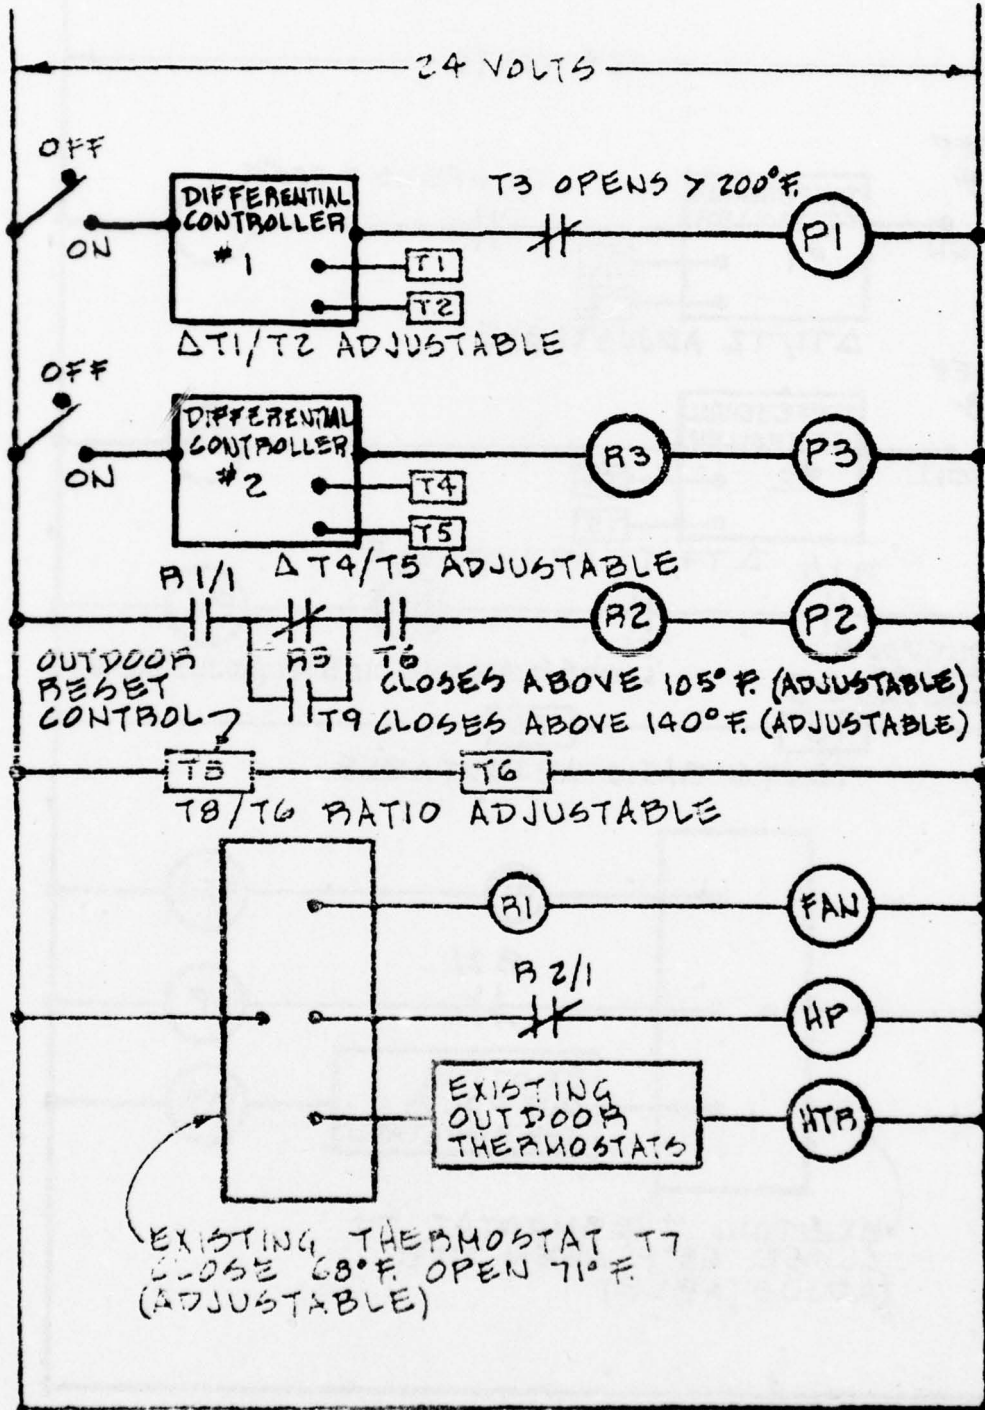 24 VOLTS
OFF
ON
DIFFERENTIAL
CONTROLLER
#1
T1
T2
T3 OPENS > 200°F.
P1
ΔT1/T2 ADJUSTABLE
OFF
ON
DIFFERENTIAL
CONTROLLER
#2
T4
T5
R3
P3
ΔT4/T5 ADJUSTABLE
R1/1
R3
T6
R2
P2
CLOSES ABOVE 105°F. (ADJUSTABLE)
OUTDOOR
RESET
CONTROL
T9 CLOSES ABOVE 140°F. (ADJUSTABLE)
T8
T6
T8/T6 RATIO ADJUSTABLE
R1
FAN
R2/1
HP
EXISTING
OUTDOOR
THERMOSTATS
HTR
EXISTING THERMOSTAT T7
CLOSE 68°F. OPEN 71°F.
(ADJUSTABLE)